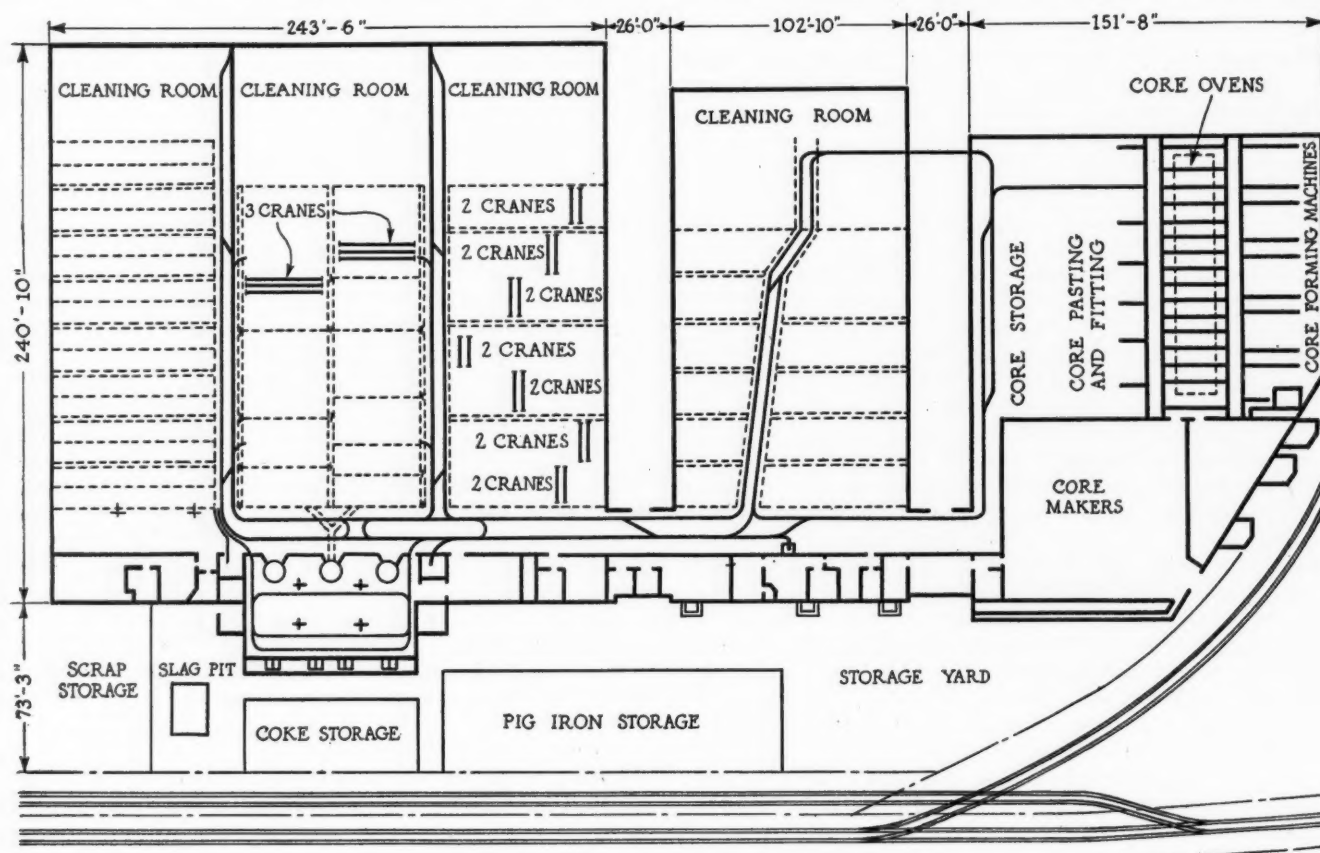 243'-6"
26'-0"
102'-10"
26'-0"
151'-8"
CLEANING ROOM
CLEANING ROOM
CLEANING ROOM
CLEANING ROOM
CORE OVENS
3 CRANES
2 CRANES
2 CRANES
2 CRANES
2 CRANES
2 CRANES
2 CRANES
2 CRANES
240'-10"
CORE STORAGE
CORE PASTING
AND FITTING
CORE FORMING MACHINES
CORE
MAKERS
73'-3"
SCRAP
STORAGE
SLAG PIT
COKE STORAGE
PIG IRON STORAGE
STORAGE YARD